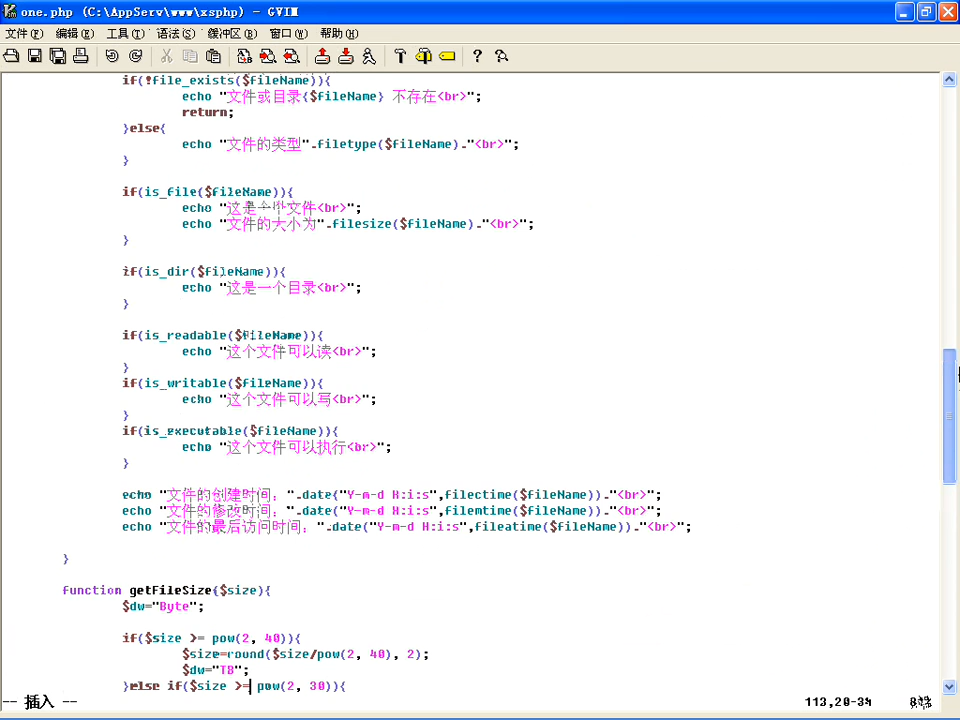 one.php (C:\AppServ\www\xsphp) - GVIM
文件(F) 编辑(E) 工具(T) 语法(S) 缓冲区(B) 窗口(W) 帮助(H)
if(!file_exists($fileName)){
echo "文件或目录{$fileName} 不存在<br>";
return;
}else{
echo "文件的类型".filetype($fileName)."<br>";
}
if(is_file($fileName)){
echo "这是一个文件<br>";
echo "文件的大小为".filesize($fileName)."<br>";
}
if(is_dir($fileName)){
echo "这是一个目录<br>";
}
if(is_readable($fileName)){
echo "这个文件可以读<br>";
}
if(is_writable($fileName)){
echo "这个文件可以写<br>";
}
if(is_executable($fileName)){
echo "这个文件可以执行<br>";
}
echo "文件的创建时间: ".date("Y-m-d H:i:s",filectime($fileName))."<br>";
echo "文件的修改时间: ".date("Y-m-d H:i:s",filemtime($fileName))."<br>";
echo "文件的最后访问时间: ".date("Y-m-d H:i:s",fileatime($fileName))."<br>";
}
function getFileSize($size){
$dw="Byte";
if($size >= pow(2, 40)){
$size=round($size/pow(2, 40), 2);
$dw="TB";
}else if($size >= pow(2, 30)){
-- 插入 --